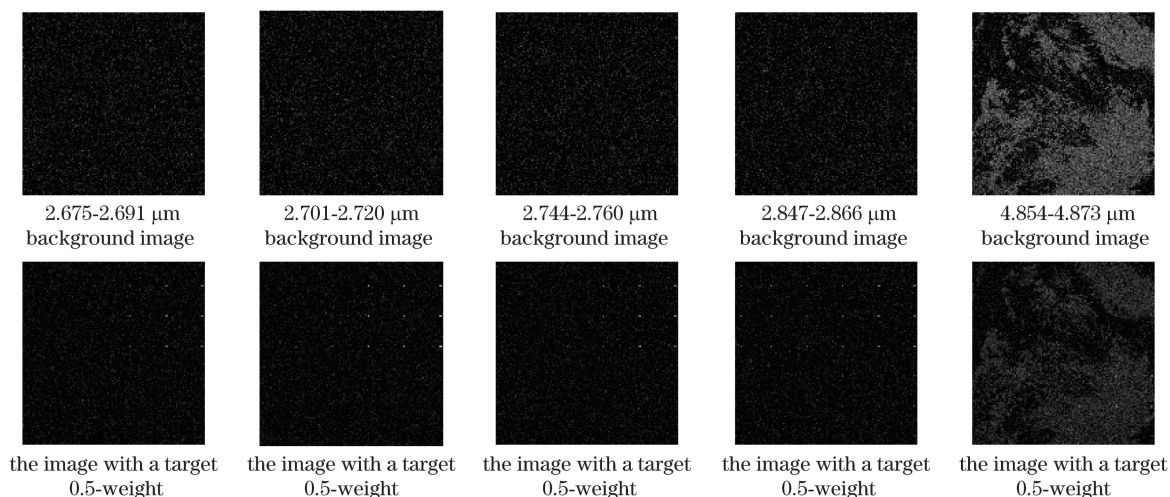 2.675-2.691 μm
background image
2.701-2.720 μm
background image
2.744-2.760 μm
background image
2.847-2.866 μm
background image
4.854-4.873 μm
background image
the image with a target
0.5-weight
the image with a target
0.5-weight
the image with a target
0.5-weight
the image with a target
0.5-weight
the image with a target
0.5-weight